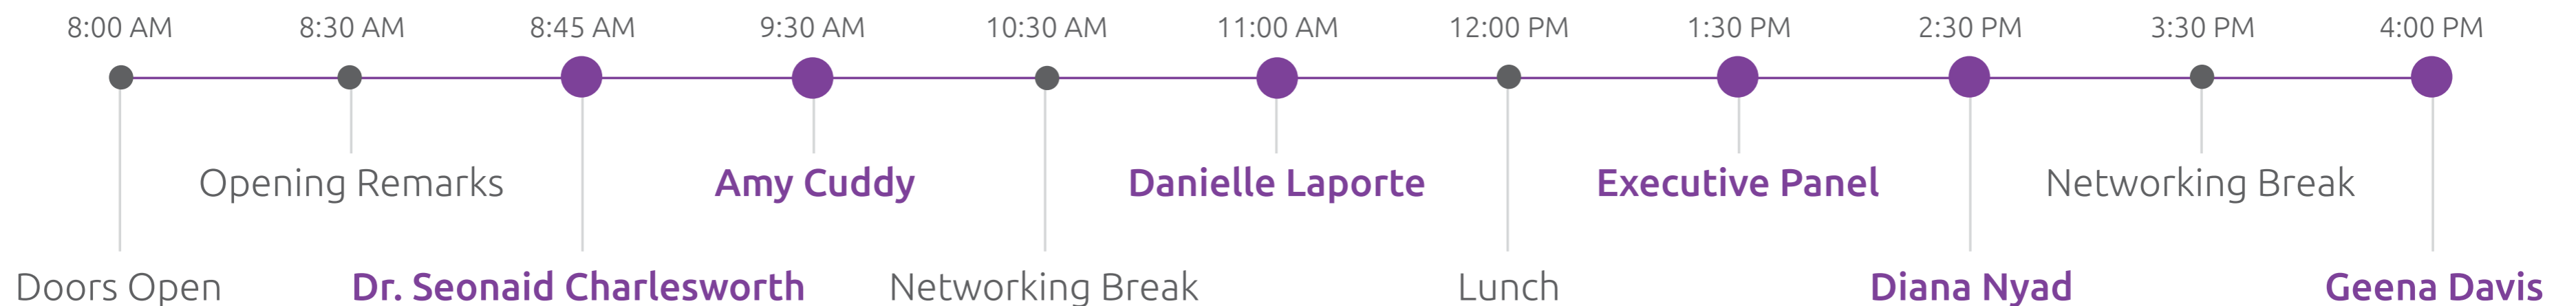 8:00 AM 8:30 AM 8:45 AM 9:30 AM 10:30 AM 11:00 AM 12:00 PM 1:30 PM 2:30 PM 3:30 PM 4:00 PM
Opening Remarks Amy Cuddy Danielle Laporte Executive Panel Networking Break
Doors Open Dr. Seonaid Charlesworth Networking Break Lunch Diana Nyad Geena Davis